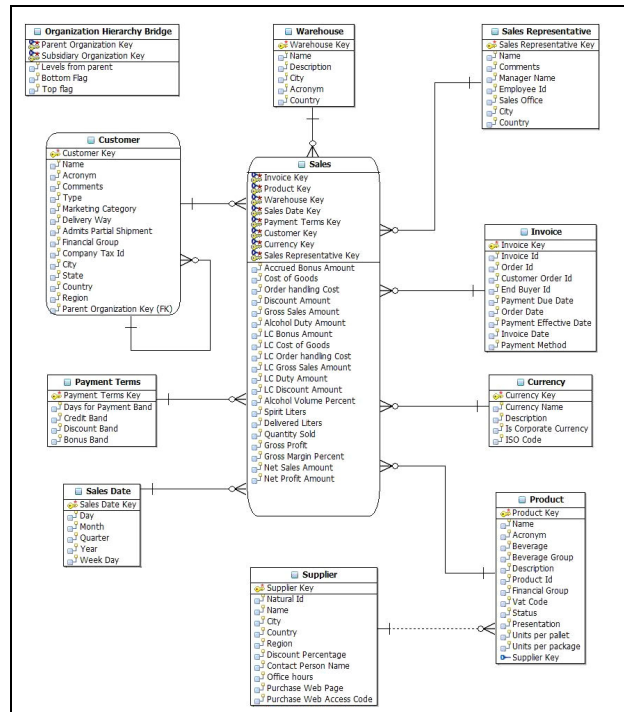 Organization Hierarchy Bridge
Parent Organization Key
Subsidiary Organization Key
Levels from parent
Bottom Flag
Top flag
Warehouse
Warehouse Key
Name
Description
City
Acronym
Country
Sales Representative
Sales Representative Key
Name
Comments
Manager Name
Employee Id
Sales Office
City
Country
Customer
Customer Key
Name
Acronym
Comments
Type
Marketing Category
Delivery Way
Admits Partial Shipment
Financial Group
Company Tax Id
City
State
Country
Region
Parent Organization Key (FK)
Sales
Invoice Key
Product Key
Warehouse Key
Sales Date Key
Payment Terms Key
Customer Key
Currency Key
Sales Representative Key
Accrued Bonus Amount
Cost of Goods
Order handling Cost
Discount Amount
Gross Sales Amount
Alcohol Duty Amount
LC Bonus Amount
LC Cost of Goods
LC Order handling Cost
LC Gross Sales Amount
LC Duty Amount
LC Discount Amount
Alcohol Volume Percent
Spirit Liters
Delivered Liters
Quantity Sold
Gross Profit
Gross Margin Percent
Net Sales Amount
Net Profit Amount
Invoice
Invoice Key
Invoice Id
Order Id
Customer Order Id
End Buyer Id
Payment Due Date
Order Date
Payment Effective Date
Invoice Date
Payment Method
Payment Terms
Payment Terms Key
Days for Payment Band
Credit Band
Discount Band
Bonus Band
Currency
Currency Key
Currency Name
Description
Is Corporate Currency
ISO Code
Sales Date
Sales Date Key
Day
Month
Quarter
Year
Week Day
Product
Product Key
Name
Acronym
Beverage
Beverage Group
Description
Product Id
Financial Group
Vat Code
Status
Presentation
Units per pallet
Units per package
Supplier Key
Supplier
Supplier Key
Natural Id
Name
City
Country
Region
Discount Percentage
Contact Person Name
Office hours
Purchase Web Page
Purchase Web Access Code